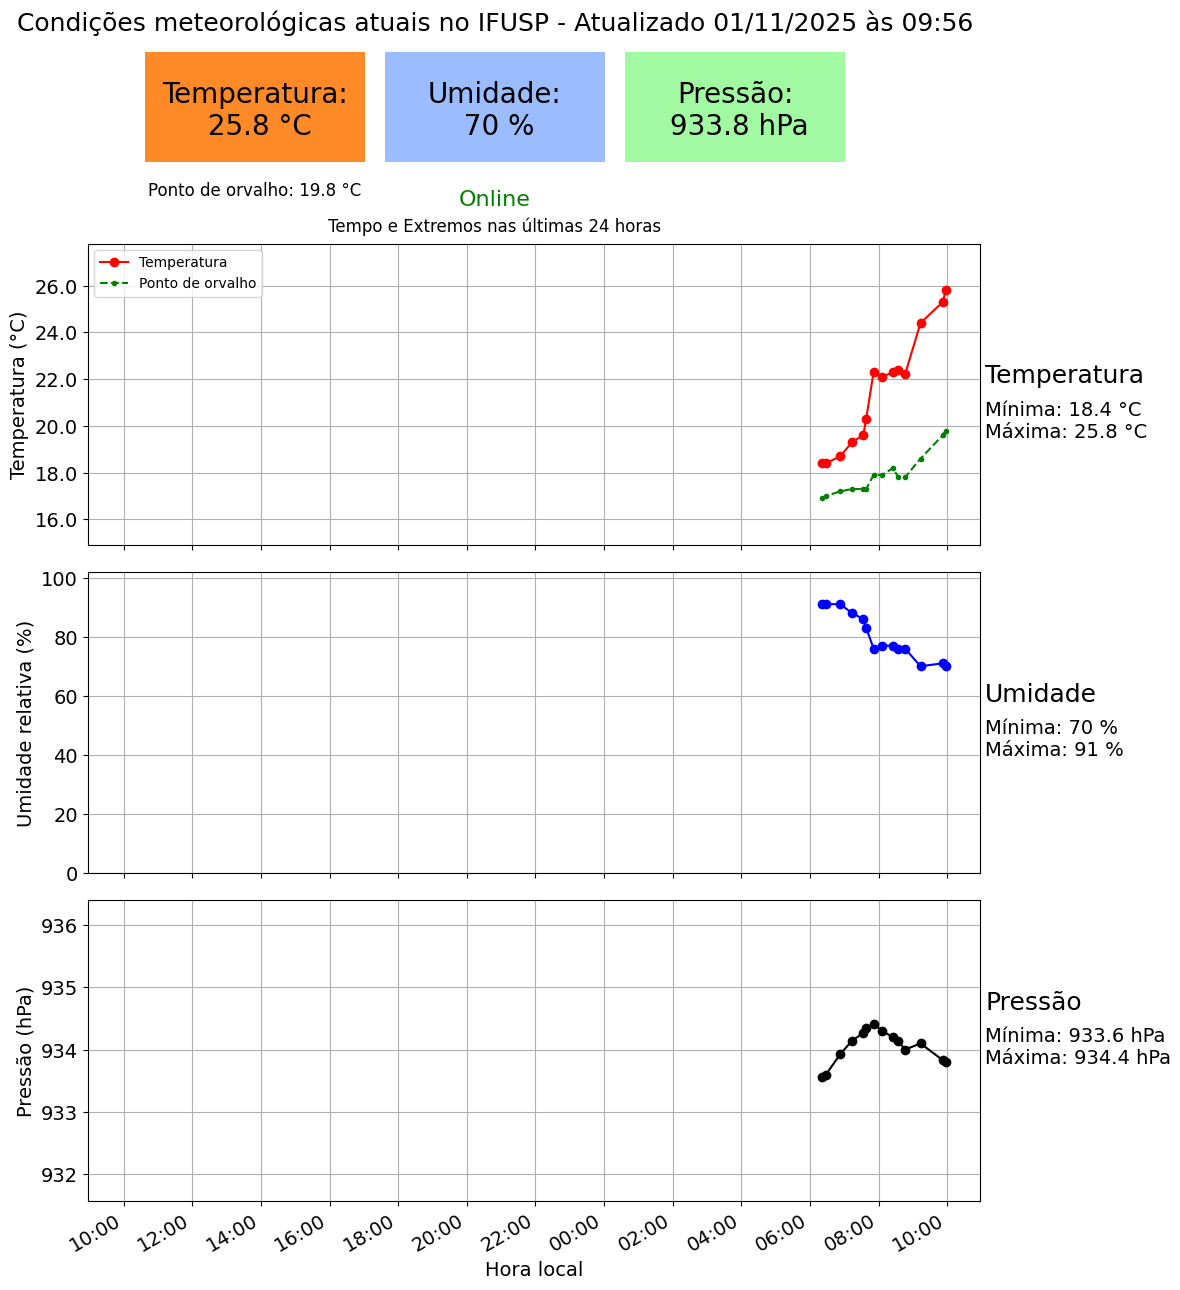 Condições meteorológicas atuais no IFUSP - Atualizado 01/11/2025 às 09:56
Temperatura:
25.8 °C
Umidade:
70 %
Pressão:
933.8 hPa
Ponto de orvalho: 19.8 °C
Online
Tempo e Extremos nas últimas 24 horas
Temperatura
Ponto de orvalho
Temperatura (°C)
26.0
24.0
22.0
20.0
18.0
16.0
Temperatura
Mínima: 18.4 °C
Máxima: 25.8 °C
Umidade relativa (%)
100
80
60
40
20
0
Umidade
Mínima: 70 %
Máxima: 91 %
Pressão (hPa)
936
935
934
933
932
Pressão
Mínima: 933.6 hPa
Máxima: 934.4 hPa
10:00
12:00
14:00
16:00
18:00
20:00
22:00
00:00
02:00
04:00
06:00
08:00
10:00
Hora local